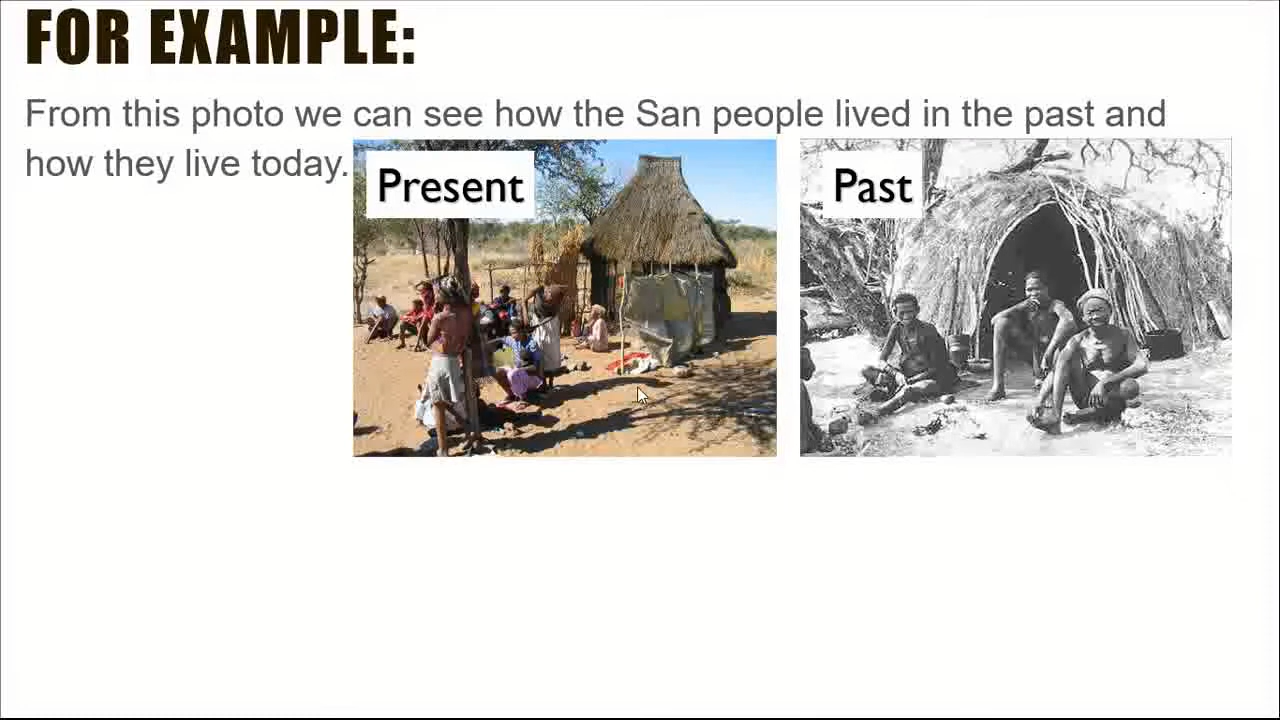 FOR EXAMPLE:
From this photo we can see how the San people lived in the past and
how they live today.
Present
Past